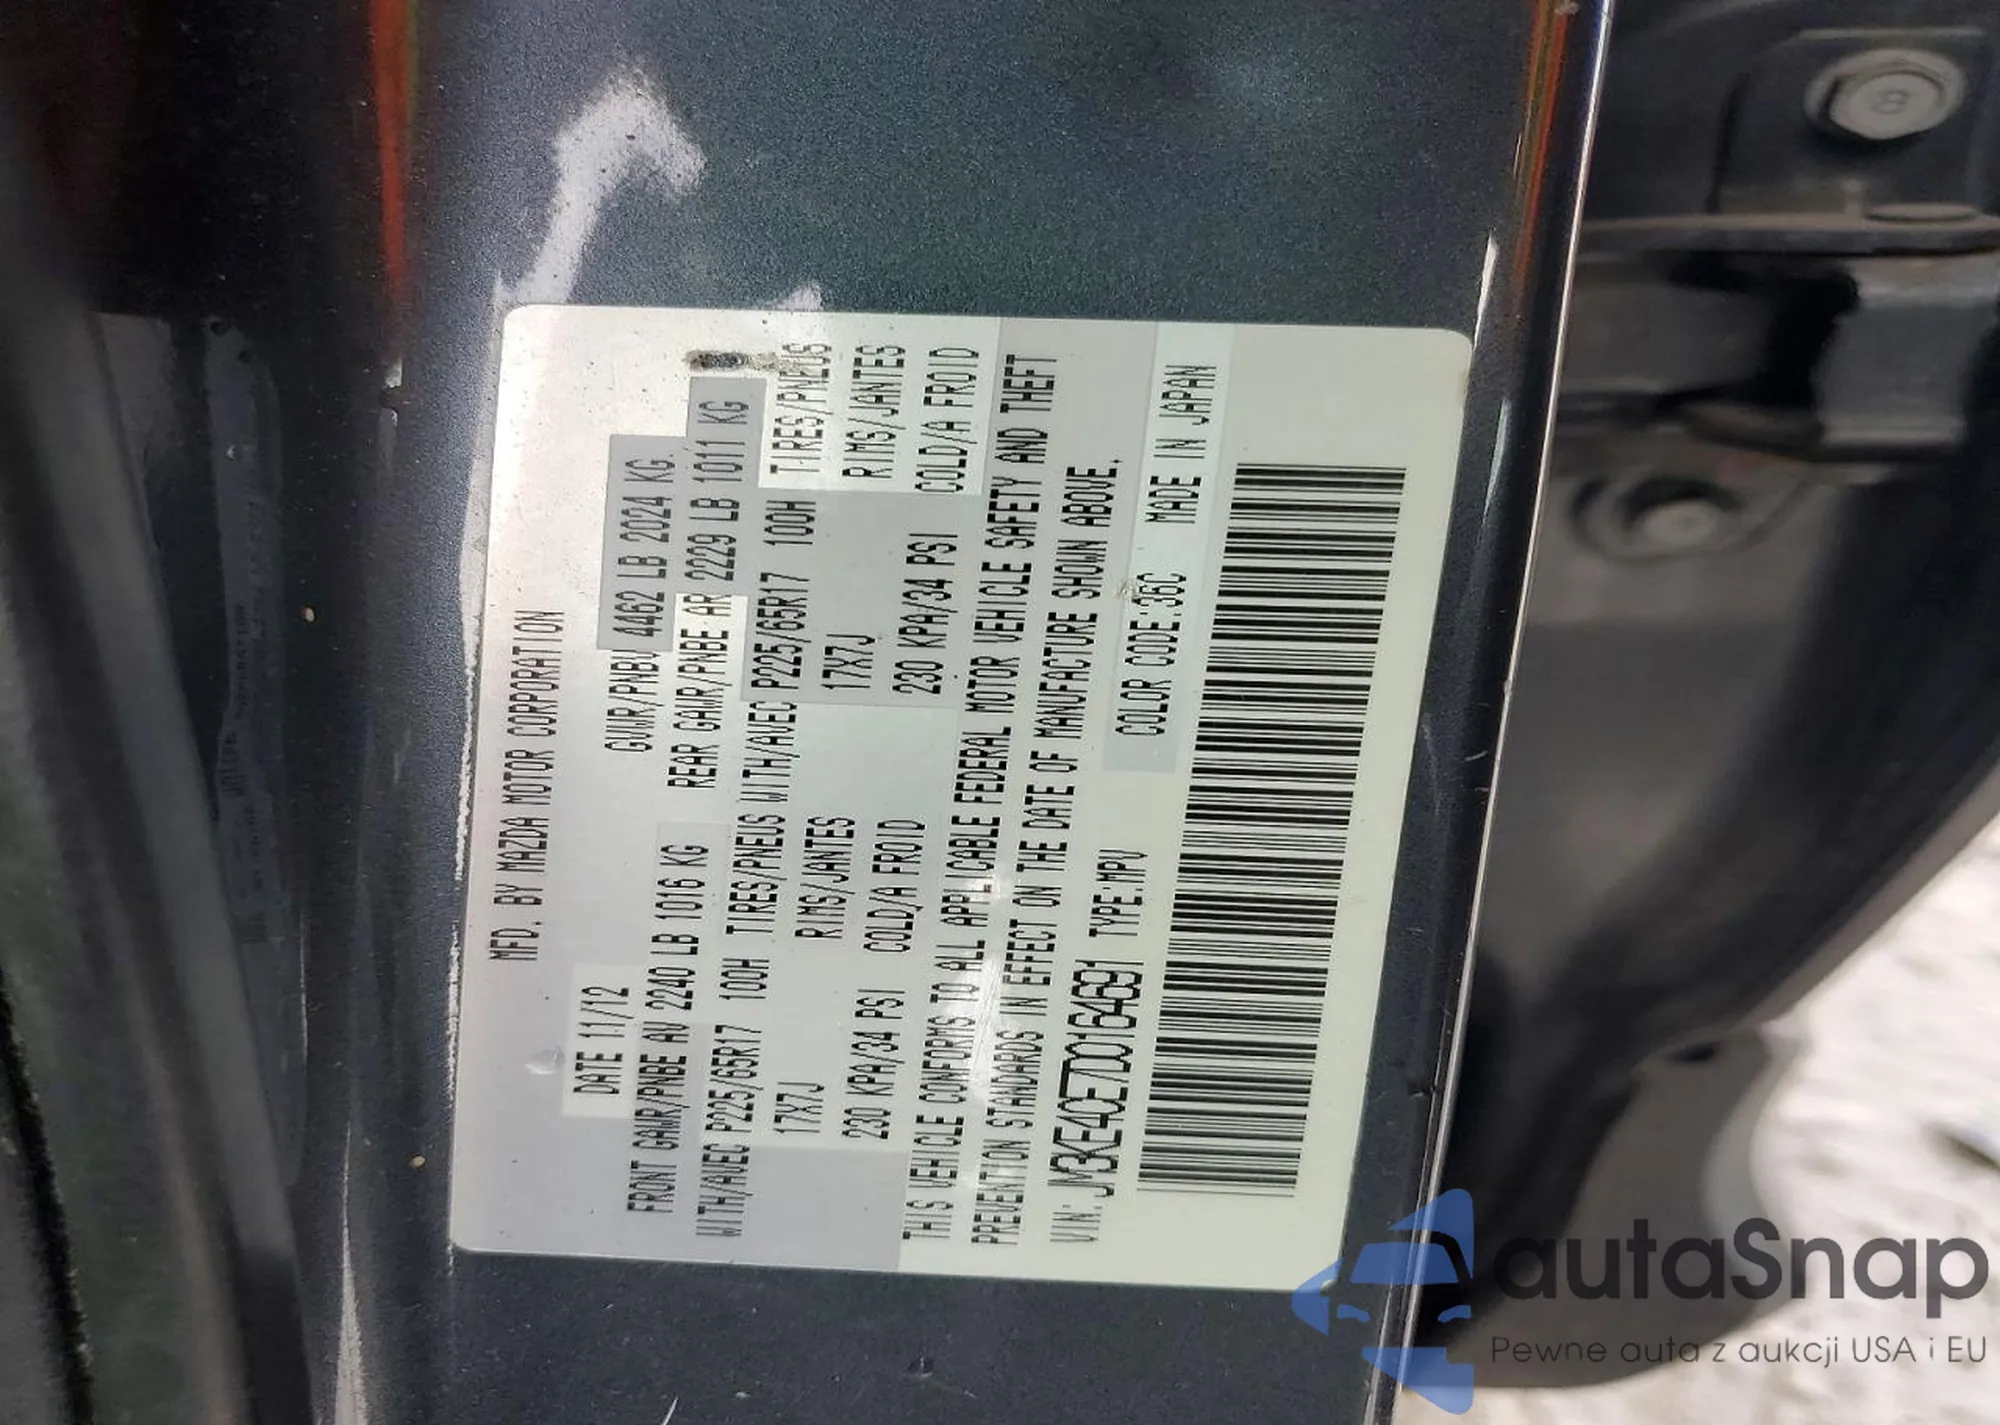 MFD. BY MAZDA MOTOR CORPORATION
DATE 11/12 GVWR/PNBV 4462 LB 2024 KG
FRONT GAWR/PNBE AV 2240 LB 1016 KG REAR GAWR/PNBE AR 2229 LB 1011 KG
WITH/AVEC P225/65R17 100H TIRES/PNEUS WITH/AVEC P225/65R17 100H TIRES/PNEUS
17X7J RIMS/JANTES 17X7J RIMS/JANTES
230 KPA/34 PSI COLD/A FROID 230 KPA/34 PSI COLD/A FROID
THIS VEHICLE CONFORMS TO ALL APPLICABLE FEDERAL MOTOR VEHICLE SAFETY AND THEFT
PREVENTION STANDARDS IN EFFECT ON THE DATE OF MANUFACTURE SHOWN ABOVE.
VIN: JM3KE4CE7D0164691 TYPE:MPV COLOR CODE:36C MADE IN JAPAN
8
autaSnap
Pewne auta z aukcji USA i EU